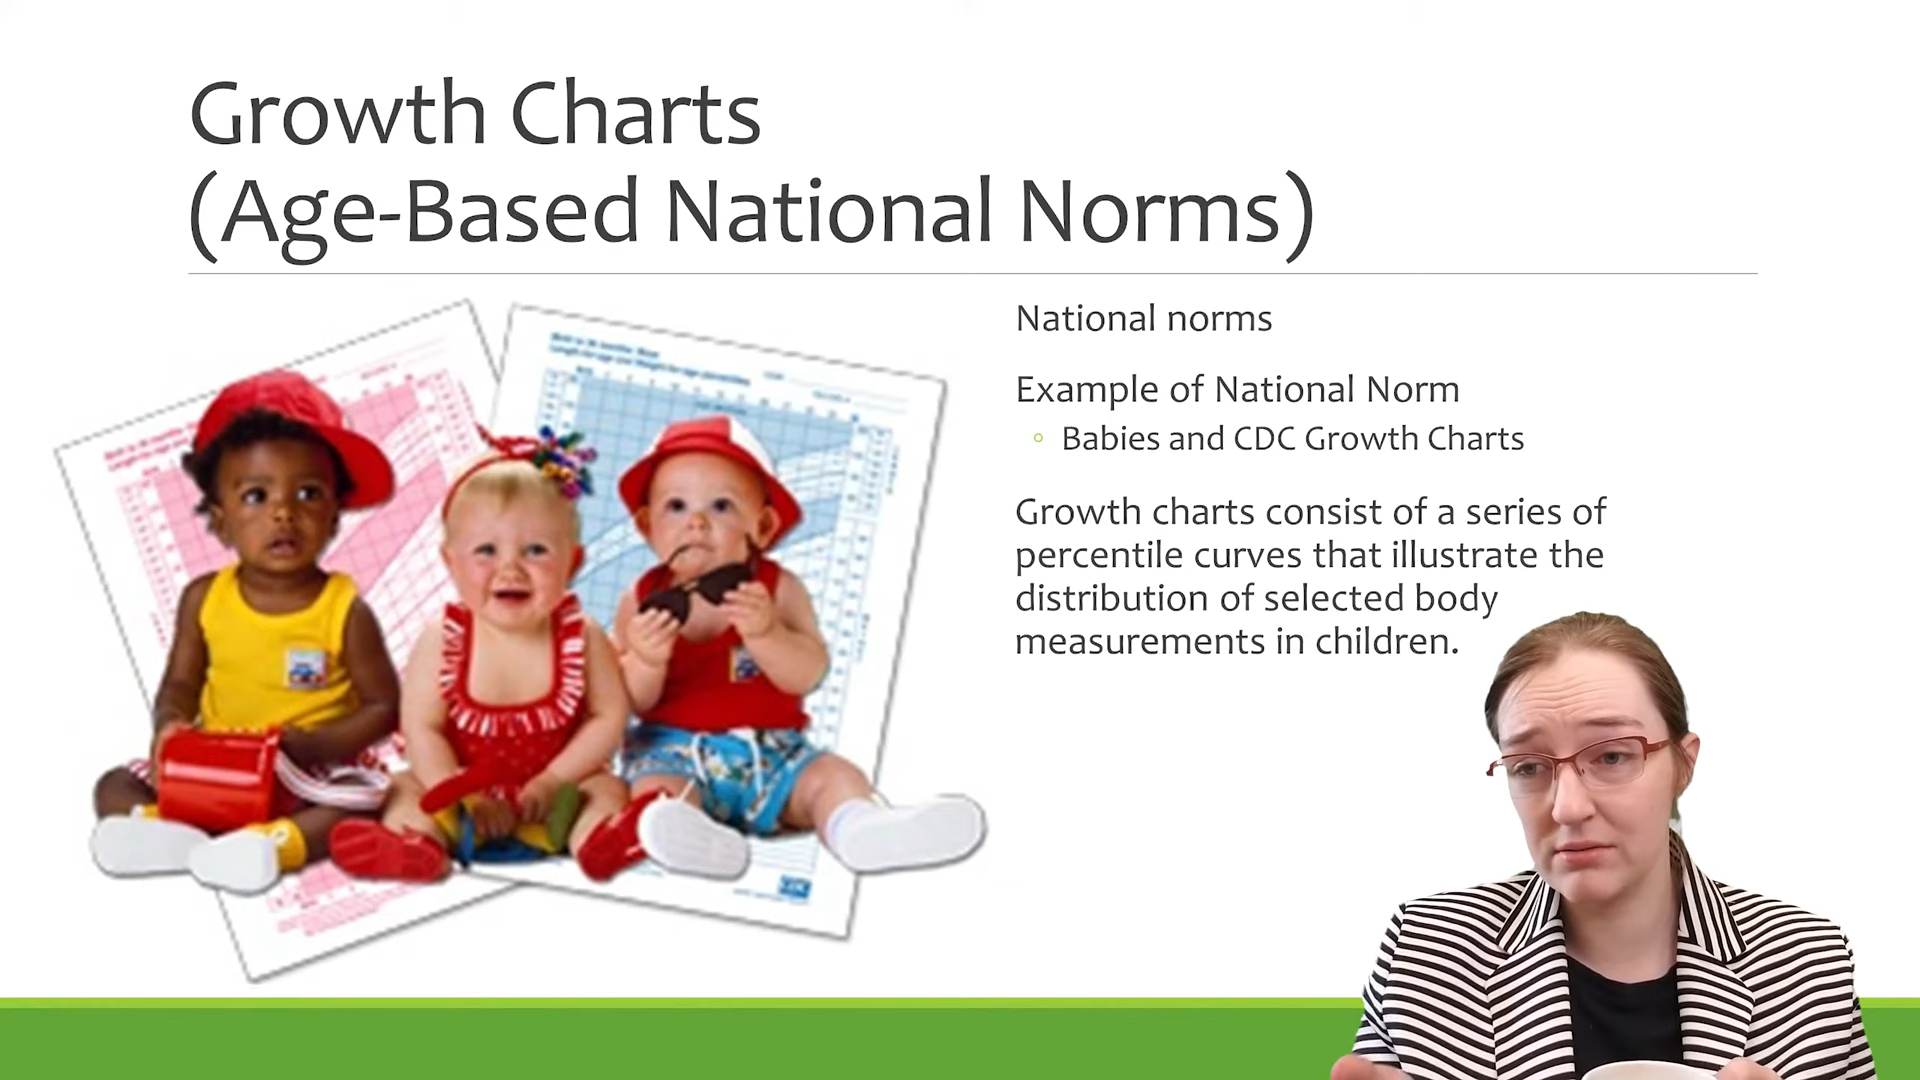 Growth Charts
(Age-Based National Norms)
National norms
Example of National Norm
Babies and CDC Growth Charts
Growth charts consist of a series of
percentile curves that illustrate the
distribution of selected body
measurements in children.
CDC